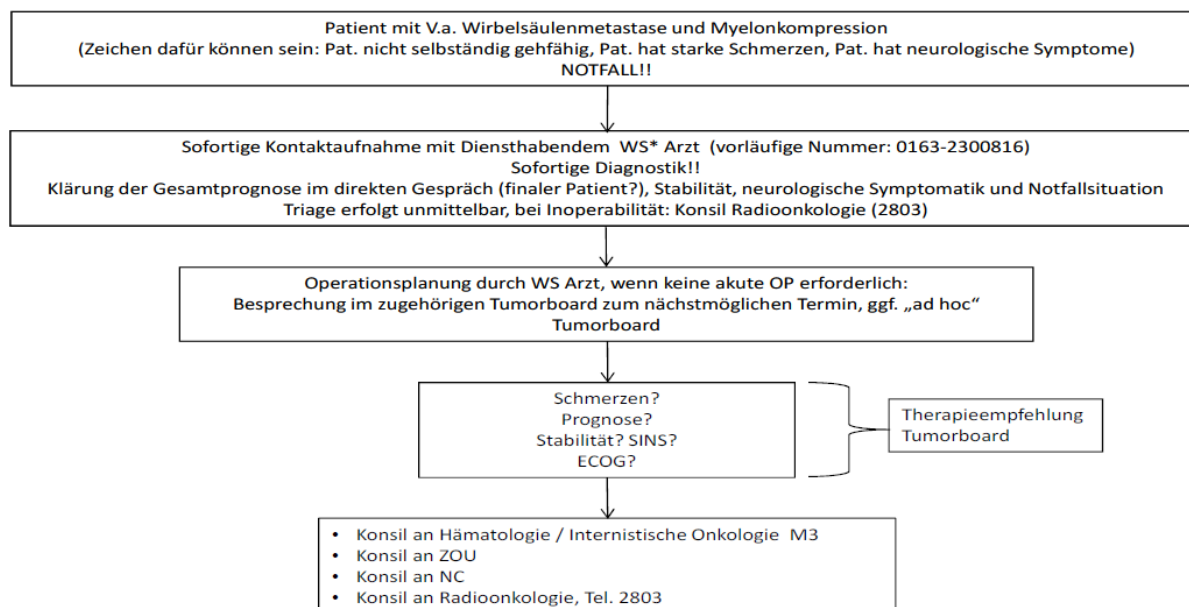 Patient mit V.a. Wirbelsäulenmetastase und Myelonkompression
(Zeichen dafür können sein: Pat. nicht selbständig gehfähig, Pat. hat starke Schmerzen, Pat. hat neurologische Symptome)
NOTFALL!!
Sofortige Kontaktaufnahme mit Diensthabendem WS* Arzt (vorläufige Nummer: 0163-2300816)
Sofortige Diagnostik!!
Klärung der Gesamtprognose im direkten Gespräch (finaler Patient?), Stabilität, neurologische Symptomatik und Notfallsituation
Triage erfolgt unmittelbar, bei Inoperabilität: Konsil Radioonkologie (2803)
Operationsplanung durch WS Arzt, wenn keine akute OP erforderlich:
Besprechung im zugehörigen Tumorboard zum nächstmöglichen Termin, ggf. „ad hoc“
Tumorboard
Schmerzen?
Prognose?
Stabilität? SINS?
ECOG?
Therapieempfehlung
Tumorboard
• Konsil an Hämatologie / Internistische Onkologie M3
• Konsil an ZOU
• Konsil an NC
• Konsil an Radioonkologie, Tel. 2803